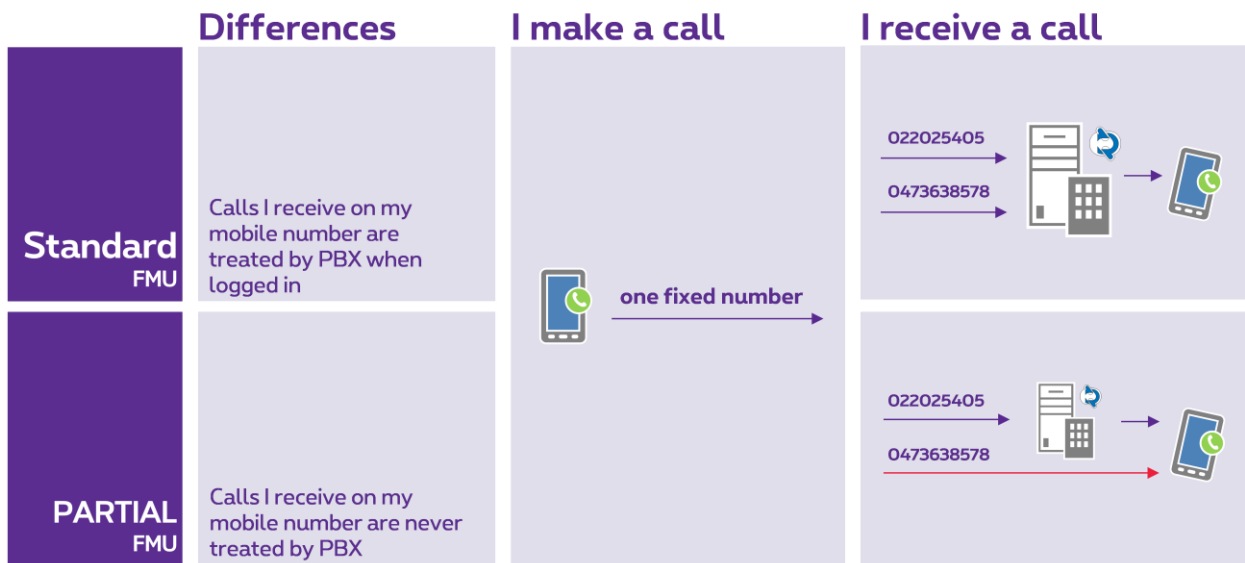 Differences
I make a call
I receive a call
Standard
FMU
Calls I receive on my
mobile number are
treated by PBX when
logged in
one fixed number
022025405
0473638578
PARTIAL
FMU
Calls I receive on my
mobile number are never
treated by PBX
022025405
0473638578